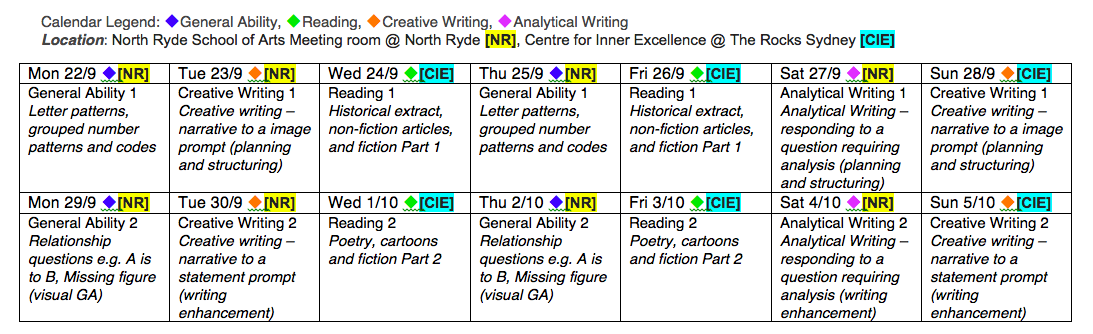 Calendar Legend: ◆General Ability, ◆Reading, ◆Creative Writing, ◆Analytical Writing
Location: North Ryde School of Arts Meeting room @ North Ryde [NR], Centre for Inner Excellence @ The Rocks Sydney [CIE]
Mon 22/9 ◆[NR] Tue 23/9 ◆[NR] Wed 24/9 ◆[CIE] Thu 25/9 ◆[NR] Fri 26/9 ◆[CIE] Sat 27/9 ◆[NR] Sun 28/9 ◆[CIE]
General Ability 1
Letter patterns,
grouped number
patterns and codes
Creative Writing 1
Creative writing –
narrative to a image
prompt (planning
and structuring)
Reading 1
Historical extract,
non-fiction articles,
and fiction Part 1
General Ability 1
Letter patterns,
grouped number
patterns and codes
Reading 1
Historical extract,
non-fiction articles,
and fiction Part 1
Analytical Writing 1
Analytical Writing –
responding to a
question requiring
analysis (planning
and structuring)
Creative Writing 1
Creative writing –
narrative to a image
prompt (planning
and structuring)
Mon 29/9 ◆[NR] Tue 30/9 ◆[NR] Wed 1/10 ◆[CIE] Thu 2/10 ◆[NR] Fri 3/10 ◆[CIE] Sat 4/10 ◆[NR] Sun 5/10 ◆[CIE]
General Ability 2
Relationship
questions e.g. A is
to B, Missing figure
(visual GA)
Creative Writing 2
Creative writing –
narrative to a
statement prompt
(writing
enhancement)
Reading 2
Poetry, cartoons
and fiction Part 2
General Ability 2
Relationship
questions e.g. A is
to B, Missing figure
(visual GA)
Reading 2
Poetry, cartoons
and fiction Part 2
Analytical Writing 2
Analytical Writing –
responding to a
question requiring
analysis (writing
enhancement)
Creative Writing 2
Creative writing –
narrative to a
statement prompt
(writing
enhancement)